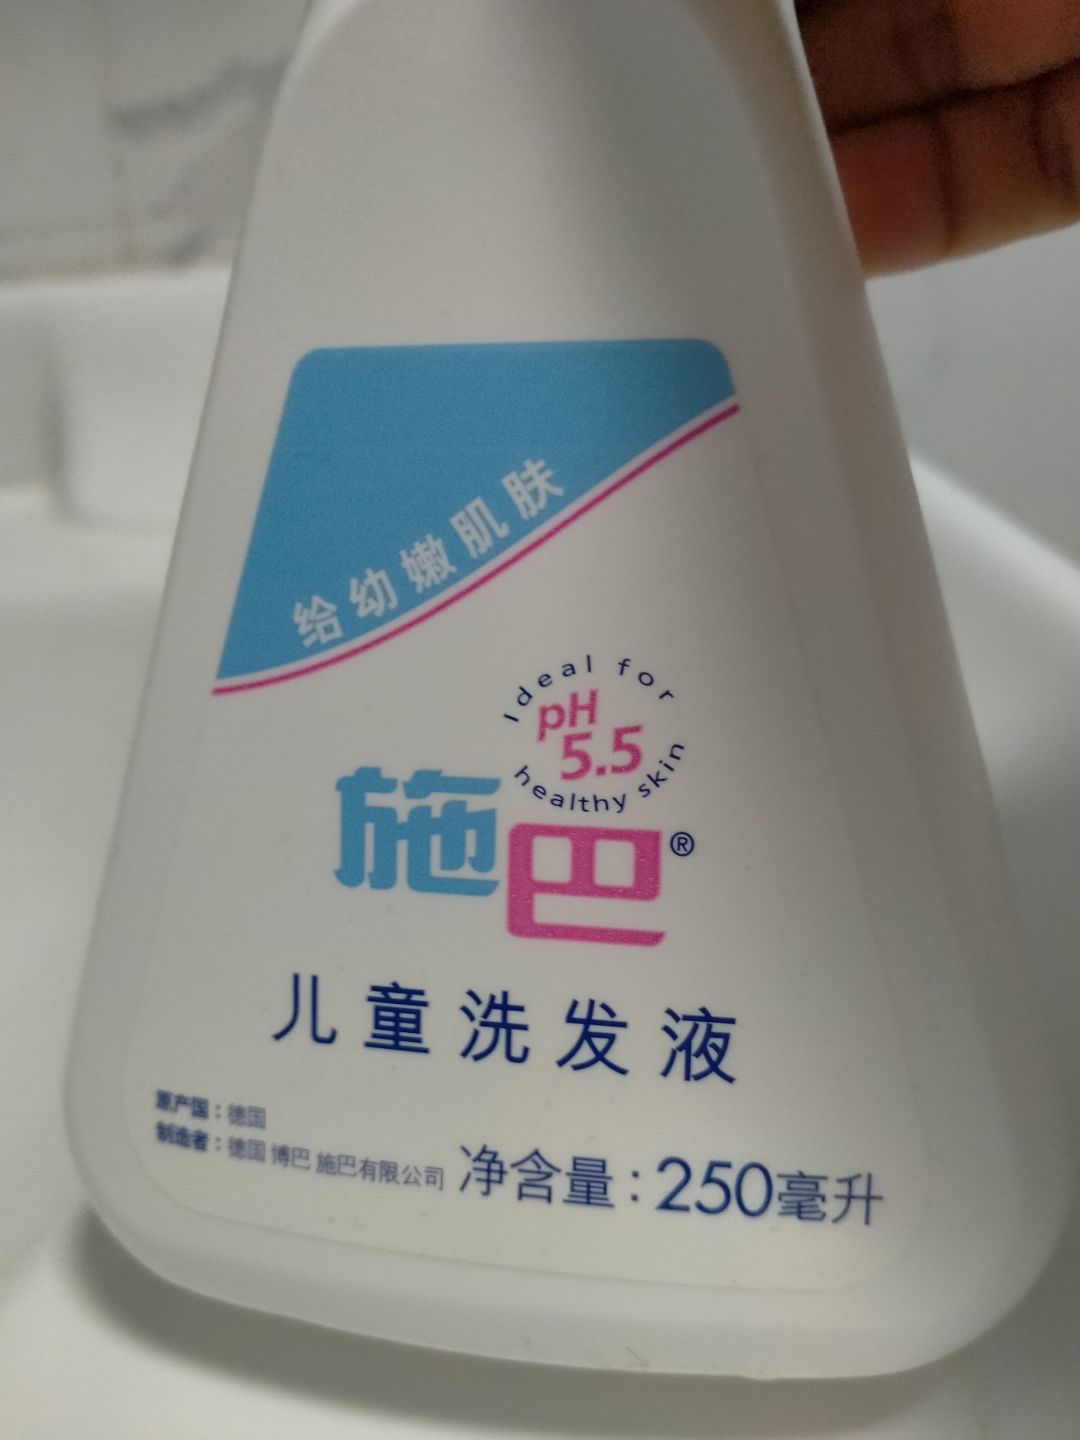 给幼嫩肌肤
Ideal for
pH
5.5
healthy skin
施巴®
儿童洗发液
原产国：德国
制造者：德国 博巴 施巴有限公司
净含量：250毫升